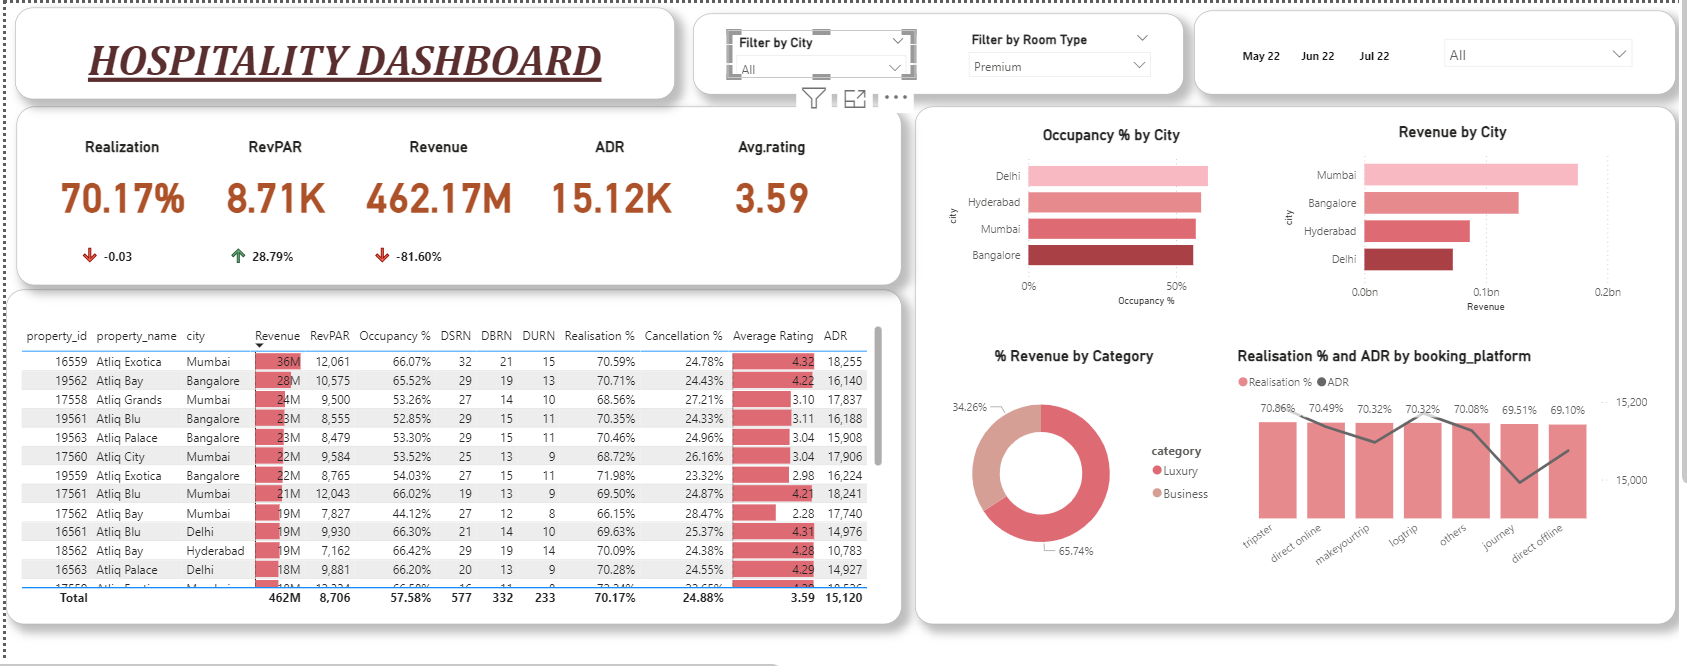 HOSPITALITY DASHBOARD
Filter by City
All
Filter by Room Type
Premium
May 22 Jun 22 Jul 22
All
Realization RevPAR Revenue ADR Avg.rating
70.17% 8.71K 462.17M 15.12K 3.59
-0.03 28.79% -81.60%
property_id property_name city Revenue RevPAR Occupancy % DSRN DBRN DURN Realisation % Cancellation % Average Rating ADR
16559 Atliq Exotica Mumbai 36M 12,061 66.07% 32 21 15 70.59% 24.78% 4.32 18,255
19562 Atliq Bay Bangalore 28M 10,575 65.52% 29 19 13 70.71% 24.43% 4.22 16,140
17558 Atliq Grands Mumbai 24M 9,500 53.26% 27 14 10 68.56% 27.21% 3.10 17,837
19561 Atliq Blu Bangalore 23M 8,555 52.85% 29 15 11 70.35% 24.33% 3.11 16,188
19563 Atliq Palace Bangalore 23M 8,479 53.30% 29 15 11 70.46% 24.96% 3.04 15,908
17560 Atliq City Mumbai 22M 9,584 53.52% 25 13 9 68.72% 26.16% 3.04 17,906
19559 Atliq Exotica Bangalore 22M 8,765 54.03% 27 15 11 71.98% 23.32% 2.98 16,224
17561 Atliq Blu Mumbai 21M 12,043 66.02% 19 13 9 69.50% 24.87% 4.21 18,241
17562 Atliq Bay Mumbai 19M 7,827 44.12% 27 12 8 66.15% 28.47% 2.28 17,740
16561 Atliq Blu Delhi 19M 9,930 66.30% 21 14 10 69.63% 25.37% 4.31 14,976
18562 Atliq Bay Hyderabad 19M 7,162 66.42% 29 19 14 70.09% 24.38% 4.28 10,783
16563 Atliq Palace Delhi 18M 9,881 66.20% 20 13 9 70.28% 24.55% 4.29 14,927
Total 462M 8,706 57.58% 577 332 233 70.17% 24.88% 3.59 15,120
Occupancy % by City
city
Delhi
Hyderabad
Mumbai
Bangalore
0% 50%
Occupancy %
Revenue by City
city
Mumbai
Bangalore
Hyderabad
Delhi
0.0bn 0.1bn 0.2bn
Revenue
% Revenue by Category
34.26%
65.74%
category
Luxury
Business
Realisation % and ADR by booking_platform
Realisation % ADR
70.86% 70.49% 70.32% 70.32% 70.08% 69.51% 69.10%
15,200
15,000
tripster direct online makeyourtrip logtrip others journey direct offline